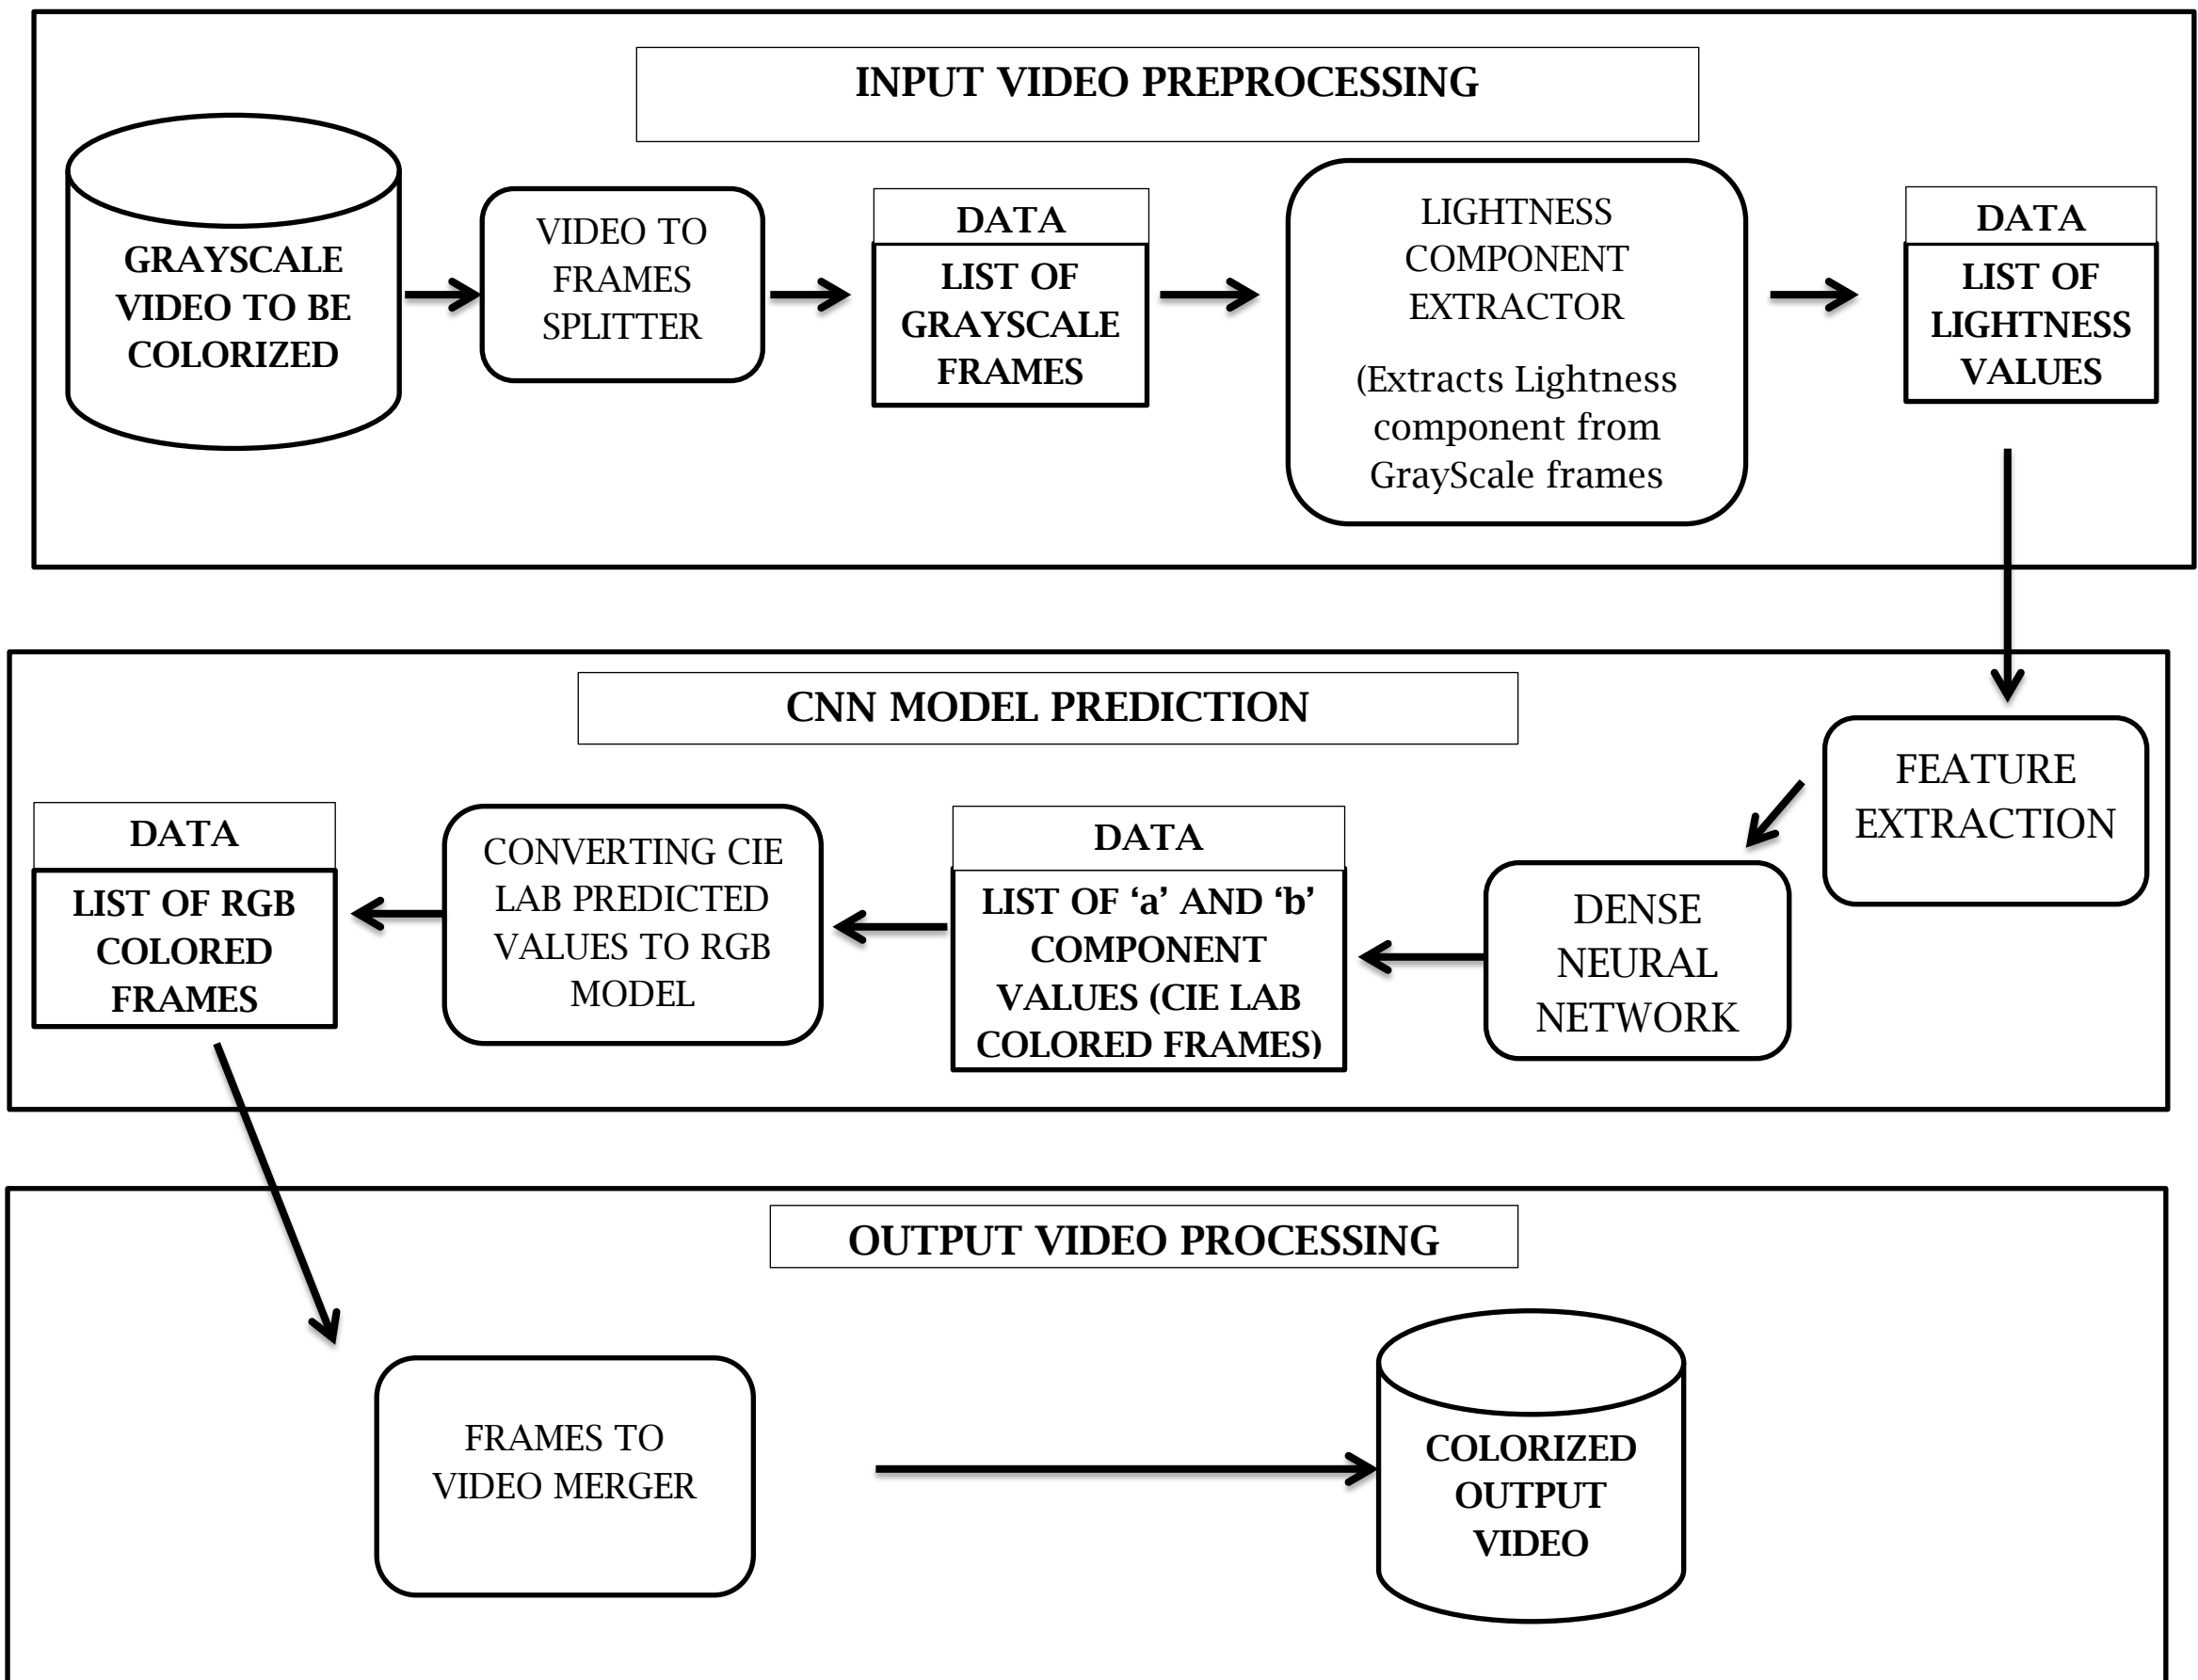 INPUT VIDEO PREPROCESSING
GRAYSCALE
VIDEO TO BE
COLORIZED
VIDEO TO
FRAMES
SPLITTER
DATA
LIST OF
GRAYSCALE
FRAMES
LIGHTNESS
COMPONENT
EXTRACTOR
(Extracts Lightness
component from
GrayScale frames
DATA
LIST OF
LIGHTNESS
VALUES
CNN MODEL PREDICTION
FEATURE
EXTRACTION
DENSE
NEURAL
NETWORK
DATA
LIST OF ‘a’ AND ‘b’
COMPONENT
VALUES (CIE LAB
COLORED FRAMES)
CONVERTING CIE
LAB PREDICTED
VALUES TO RGB
MODEL
DATA
LIST OF RGB
COLORED
FRAMES
OUTPUT VIDEO PROCESSING
FRAMES TO
VIDEO MERGER
COLORIZED
OUTPUT
VIDEO